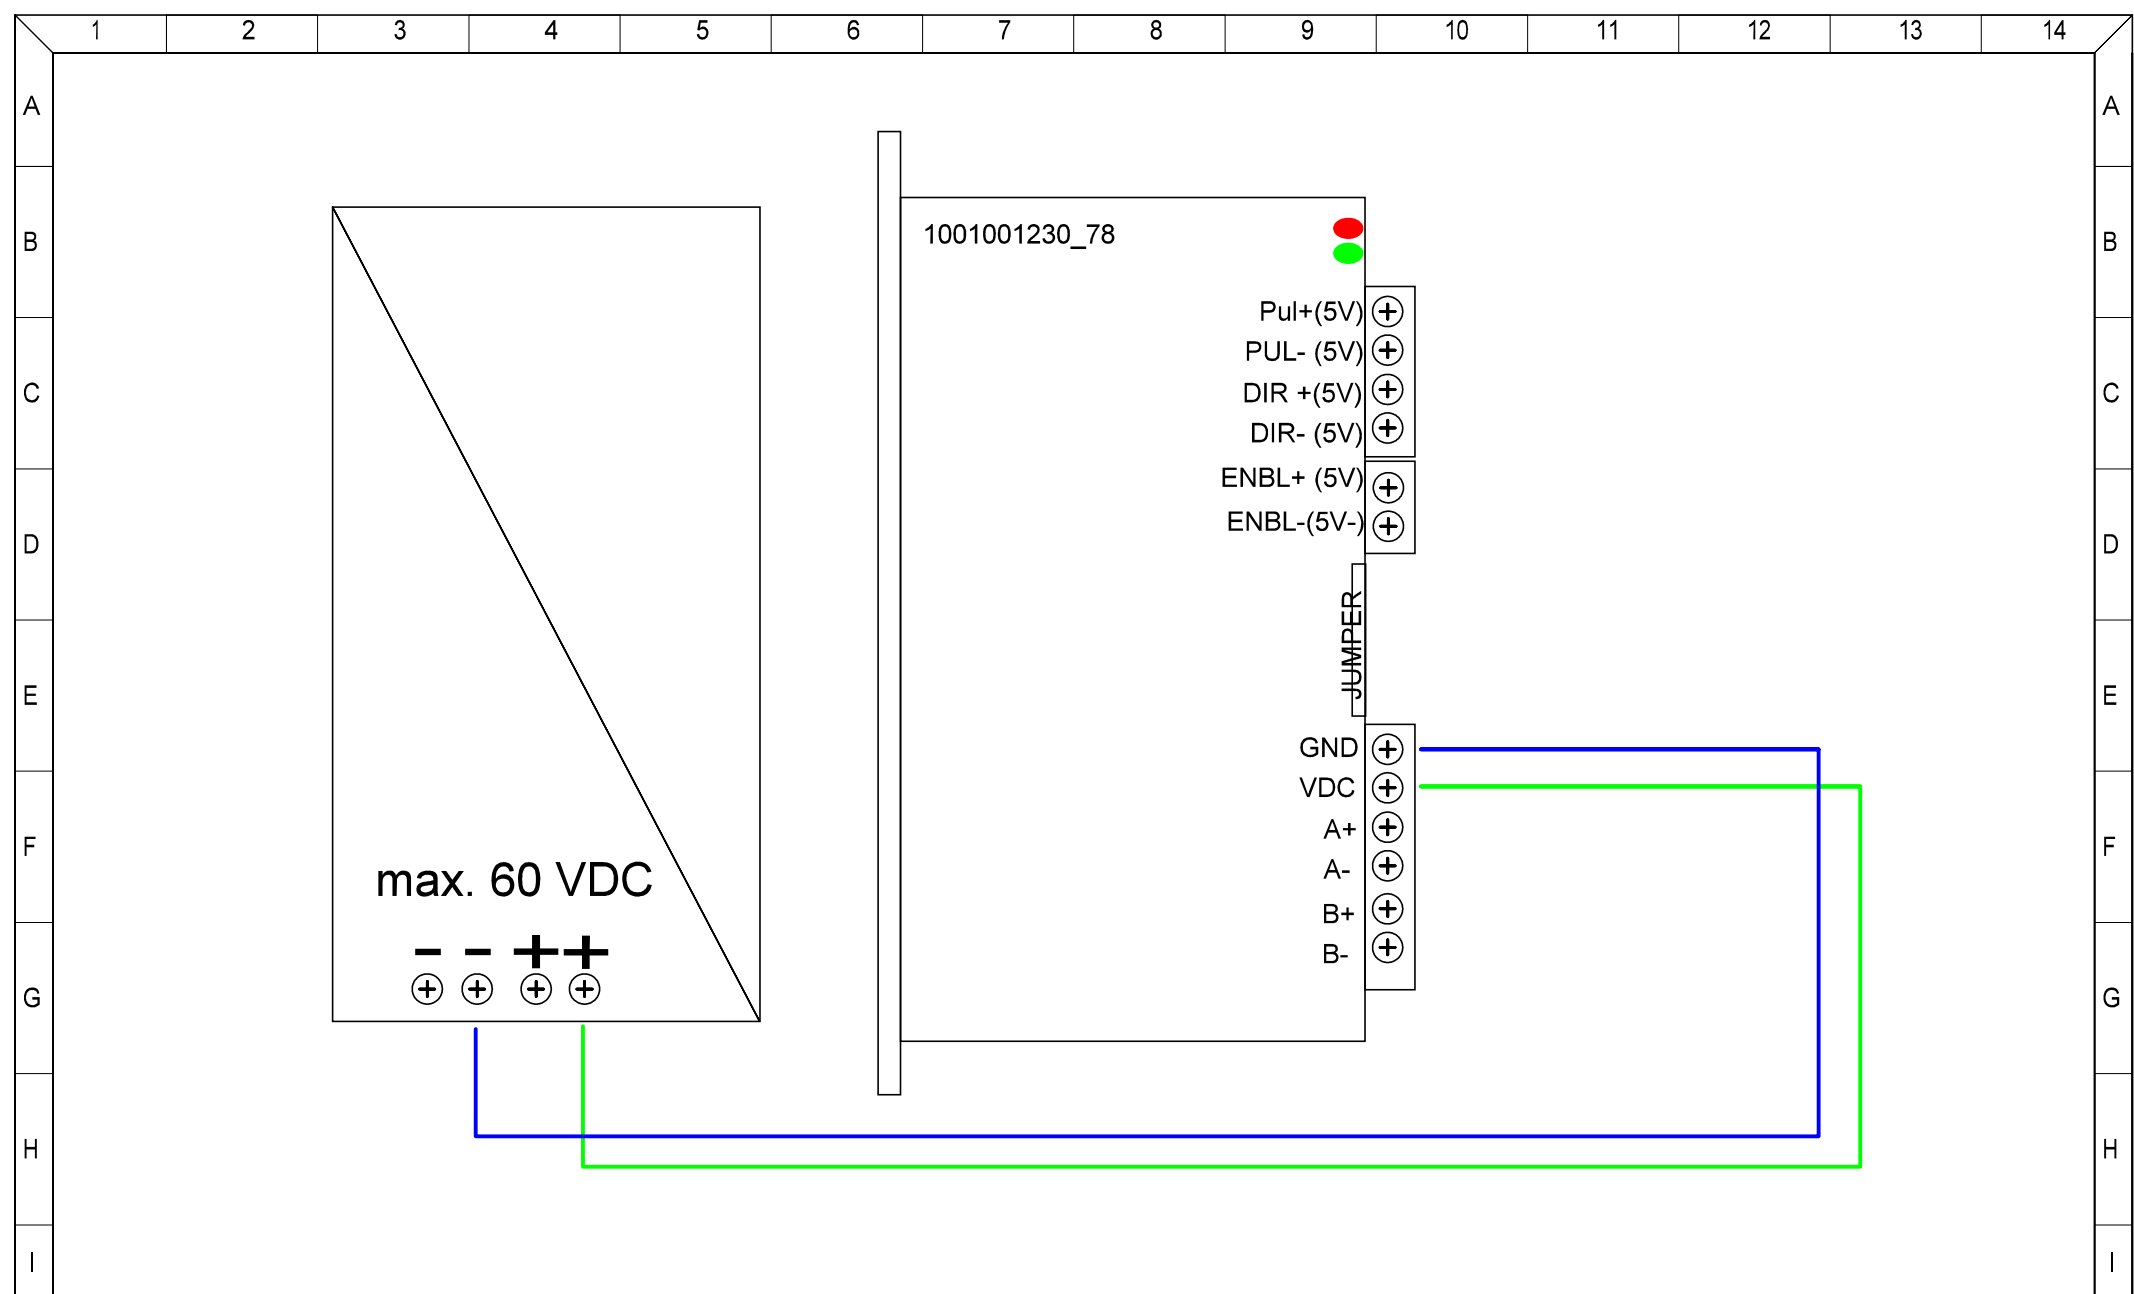 1 2 3 4 5 6 7 8 9 10 11 12 13 14
A A
B B
C C
D D
E E
F F
G G
H H
I I
max. 60 VDC
- - + +
1001001230_78
Pul+(5V)
PUL- (5V)
DIR +(5V)
DIR- (5V)
ENBL+ (5V)
ENBL-(5V-)
JUMPER
GND
VDC
A+
A-
B+
B-